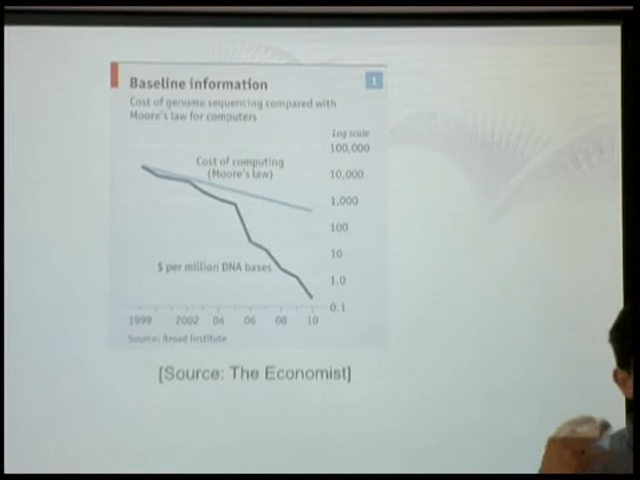 Baseline information
1
Cost of genome sequencing compared with
Moore's law for computers
Log scale
100,000
Cost of computing
(Moore's law)
10,000
1,000
100
10
$ per million DNA bases
1.0
0.1
1999 2002 04 06 08 10
Source: Broad Institute
[Source: The Economist]